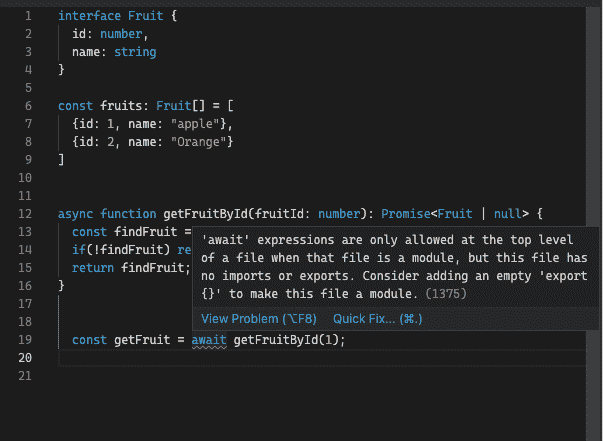 1 interface Fruit {
2 id: number,
3 name: string
4 }
5
6 const fruits: Fruit[] = [
7 {id: 1, name: "apple"},
8 {id: 2, name: "Orange"}
9 ]
10
11
12 async function getFruitById(fruitId: number): Promise<Fruit | null> {
13 const findFruit =
14 if(!findFruit) re
15 return findFruit;
16 }
17
18
19 const getFruit = await getFruitById(1);
20
21
'await' expressions are only allowed at the top level
of a file when that file is a module, but this file has
no imports or exports. Consider adding an empty 'export
{}' to make this file a module. (1375)
View Problem (⌥F8) Quick Fix... (⌘.)